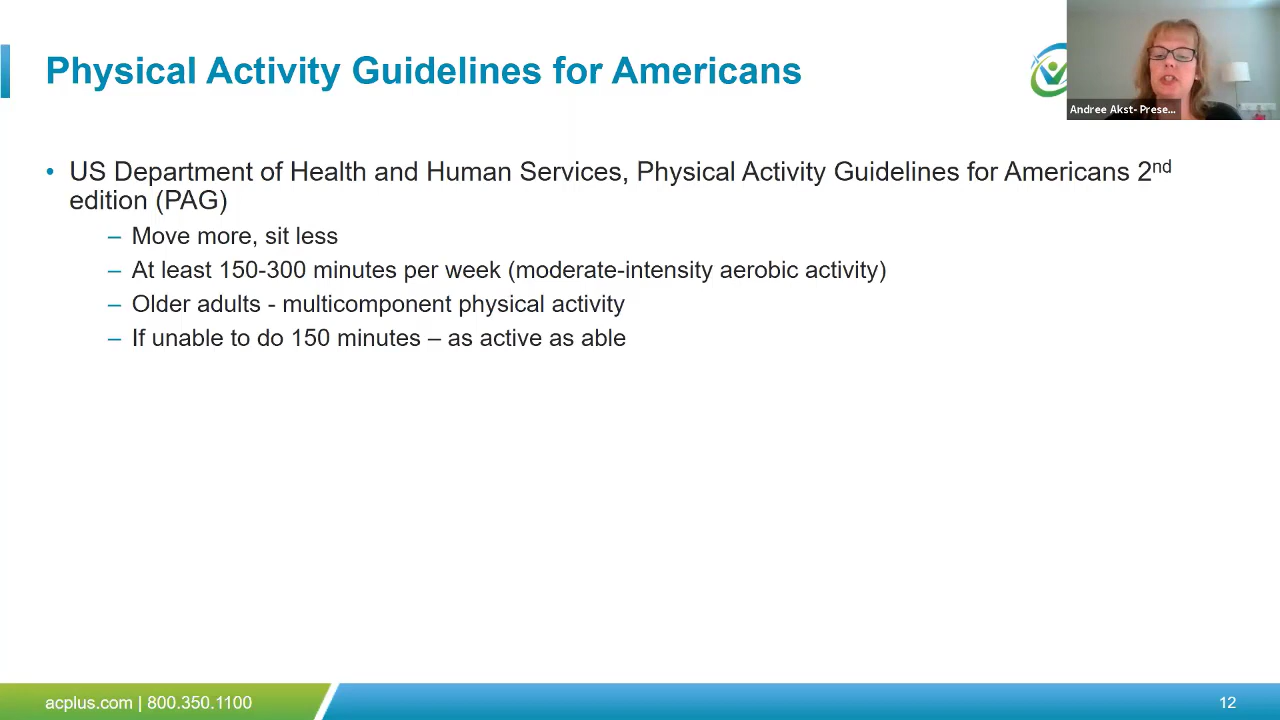 Physical Activity Guidelines for Americans
Andree Akst- Prese...
• US Department of Health and Human Services, Physical Activity Guidelines for Americans 2nd
edition (PAG)
– Move more, sit less
– At least 150-300 minutes per week (moderate-intensity aerobic activity)
– Older adults - multicomponent physical activity
– If unable to do 150 minutes – as active as able
acplus.com | 800.350.1100
12